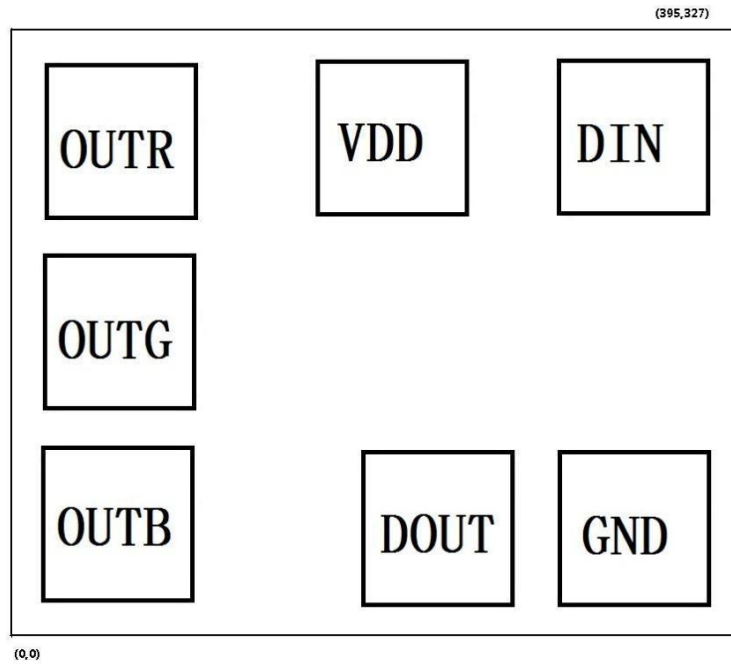 (395,327)
OUTR
VDD
DIN
OUTG
OUTB
DOUT
GND
(0,0)